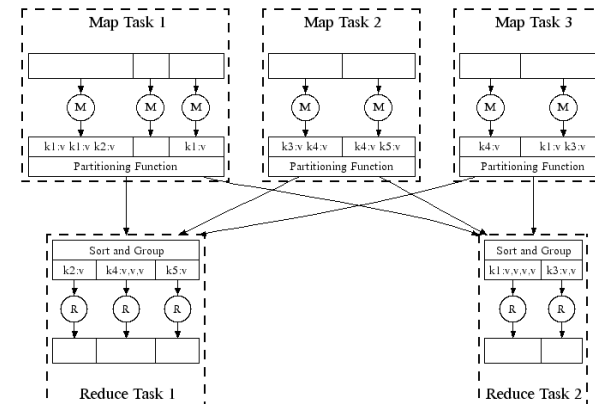 Map Task 1
Map Task 2
Map Task 3
M M M
M M
M M
k1:v k1:v k2:v k1:v
k3:v k4:v k4:v k5:v
k4:v k1:v k3:v
Partitioning Function
Partitioning Function
Partitioning Function
Sort and Group
Sort and Group
k2:v k4:v,v,v k5:v
k1:v,v,v,v k3:v,v
R R R
R R
Reduce Task 1
Reduce Task 2